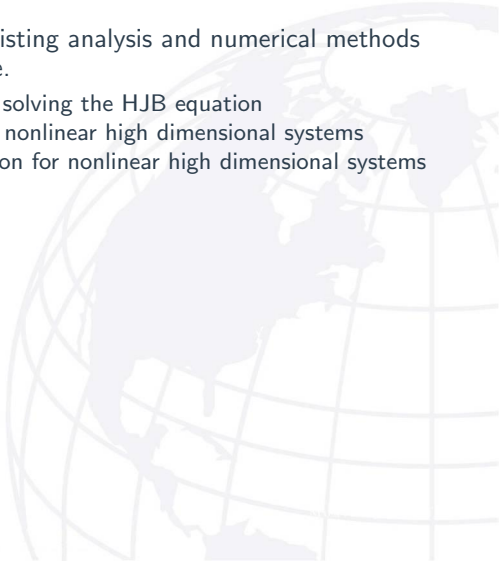 isting analysis and numerical methods
e.
solving the HJB equation
nonlinear high dimensional systems
on for nonlinear high dimensional systems